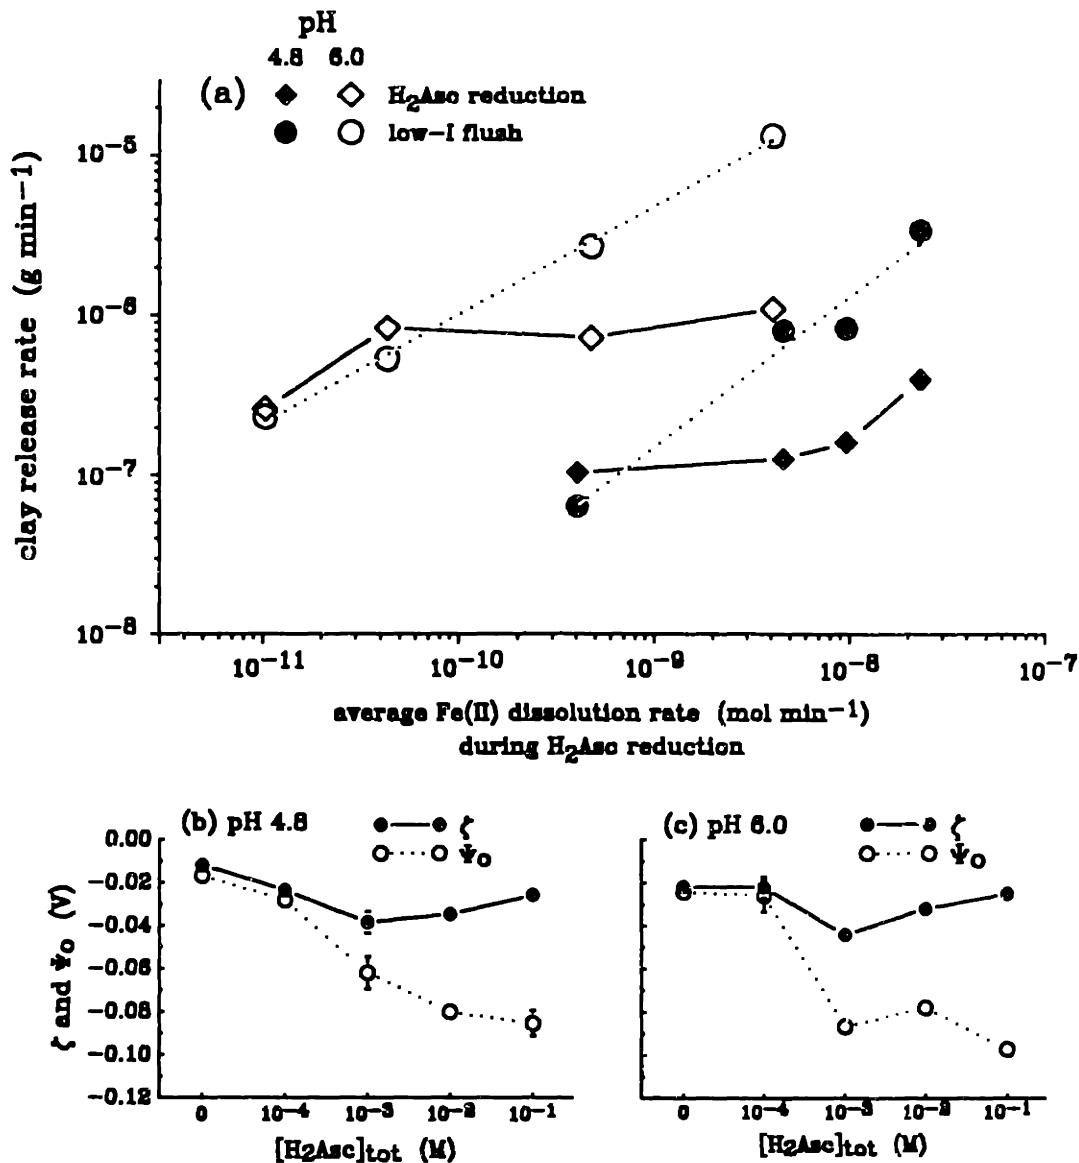 pH
4.8 6.0
(a) H2Asc reduction
low-I flush
clay release rate (g min−1)
10−5
10−6
10−7
10−8
10−11 10−10 10−9 10−8 10−7
average Fe(II) dissolution rate (mol min−1)
during H2Asc reduction
(b) pH 4.8 ζ
Ψo
(c) pH 6.0 ζ
Ψo
ζ and Ψo (V)
0.00
−0.02
−0.04
−0.06
−0.08
−0.10
−0.12
0 10−4 10−3 10−2 10−1
[H2Asc]tot (M)
0 10−4 10−3 10−2 10−1
[H2Asc]tot (M)